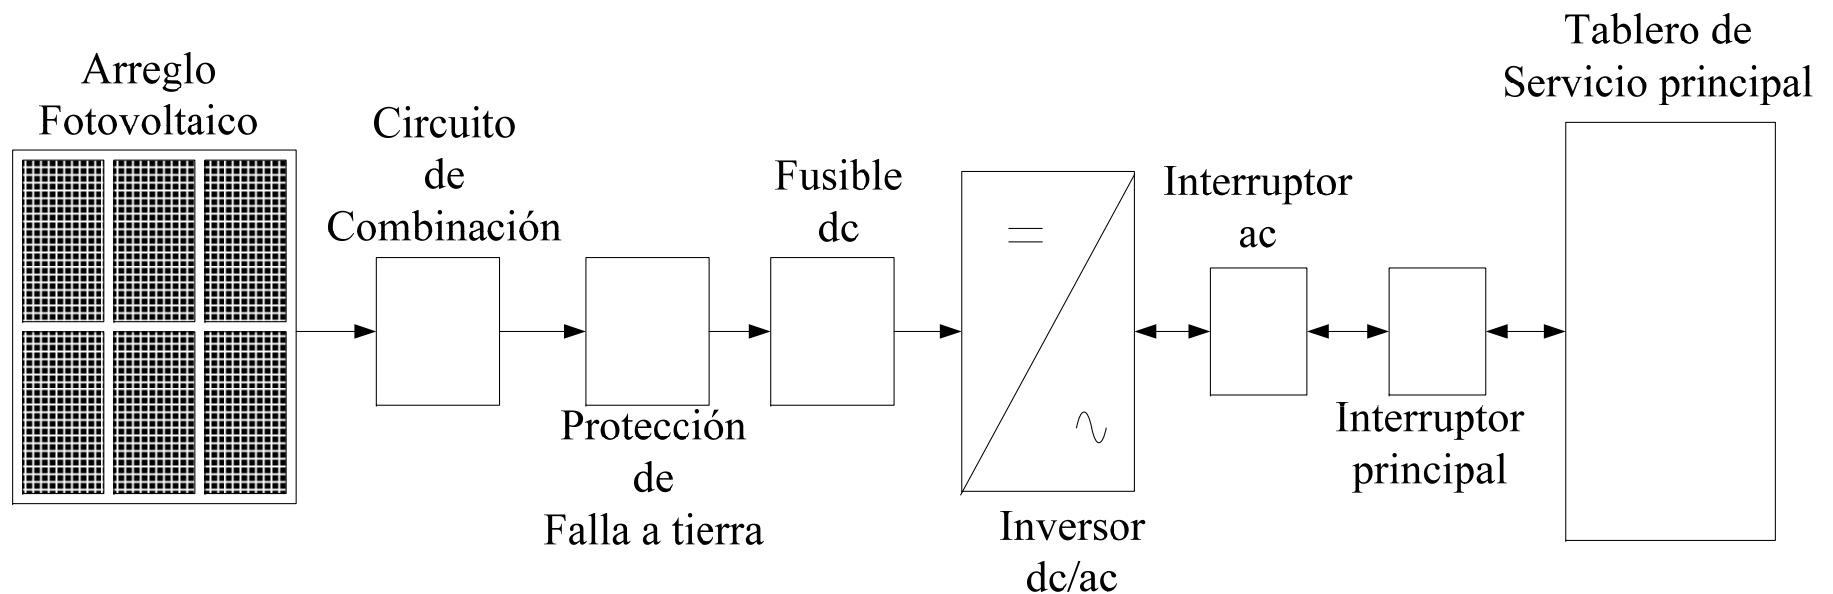 Arreglo
Fotovoltaico
Circuito
de
Combinación
Protección
de
Falla a tierra
Fusible
dc
Inversor
dc/ac
Interruptor
ac
Interruptor
principal
Tablero de
Servicio principal